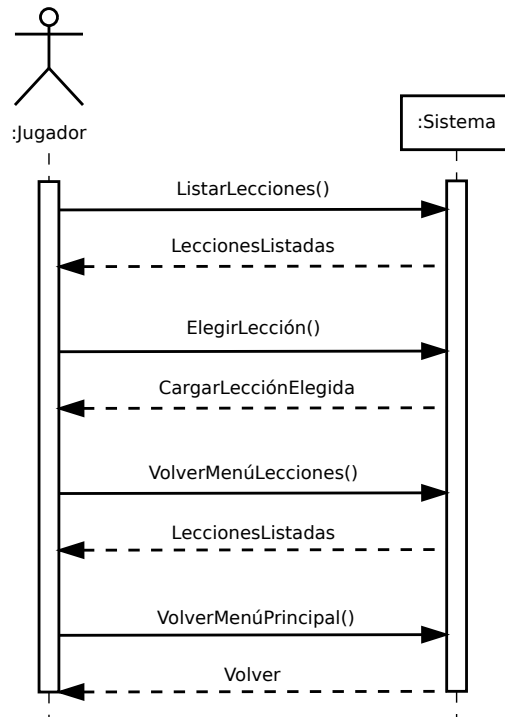 :Jugador
:Sistema
ListarLecciones()
LeccionesListadas
ElegirLección()
CargarLecciónElegida
VolverMenúLecciones()
LeccionesListadas
VolverMenúPrincipal()
Volver